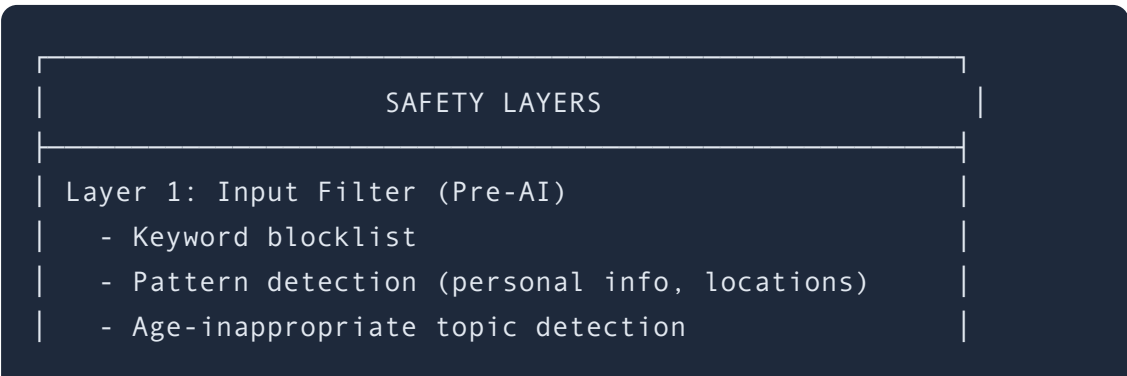 SAFETY LAYERS
Layer 1: Input Filter (Pre-AI)
- Keyword blocklist
- Pattern detection (personal info, locations)
- Age-inappropriate topic detection